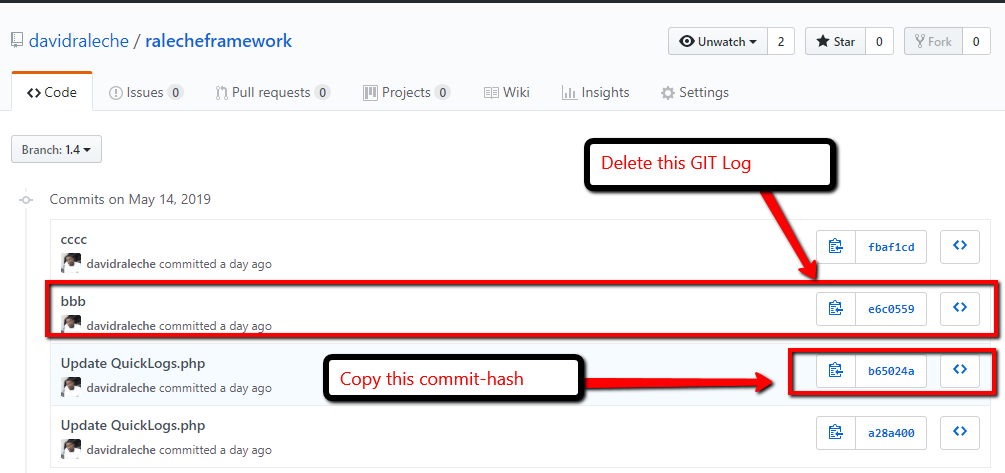 davidraleche / ralecheframework
Unwatch 2 Star 0 Fork 0
Code Issues 0 Pull requests 0 Projects 0 Wiki Insights Settings
Branch: 1.4
Delete this GIT Log
Commits on May 14, 2019
cccc
davidraleche committed a day ago
fbaf1cd
bbb
davidraleche committed a day ago
e6c0559
Update QuickLogs.php
davidraleche committed a day ago
Copy this commit-hash
b65024a
Update QuickLogs.php
davidraleche committed a day ago
a28a400